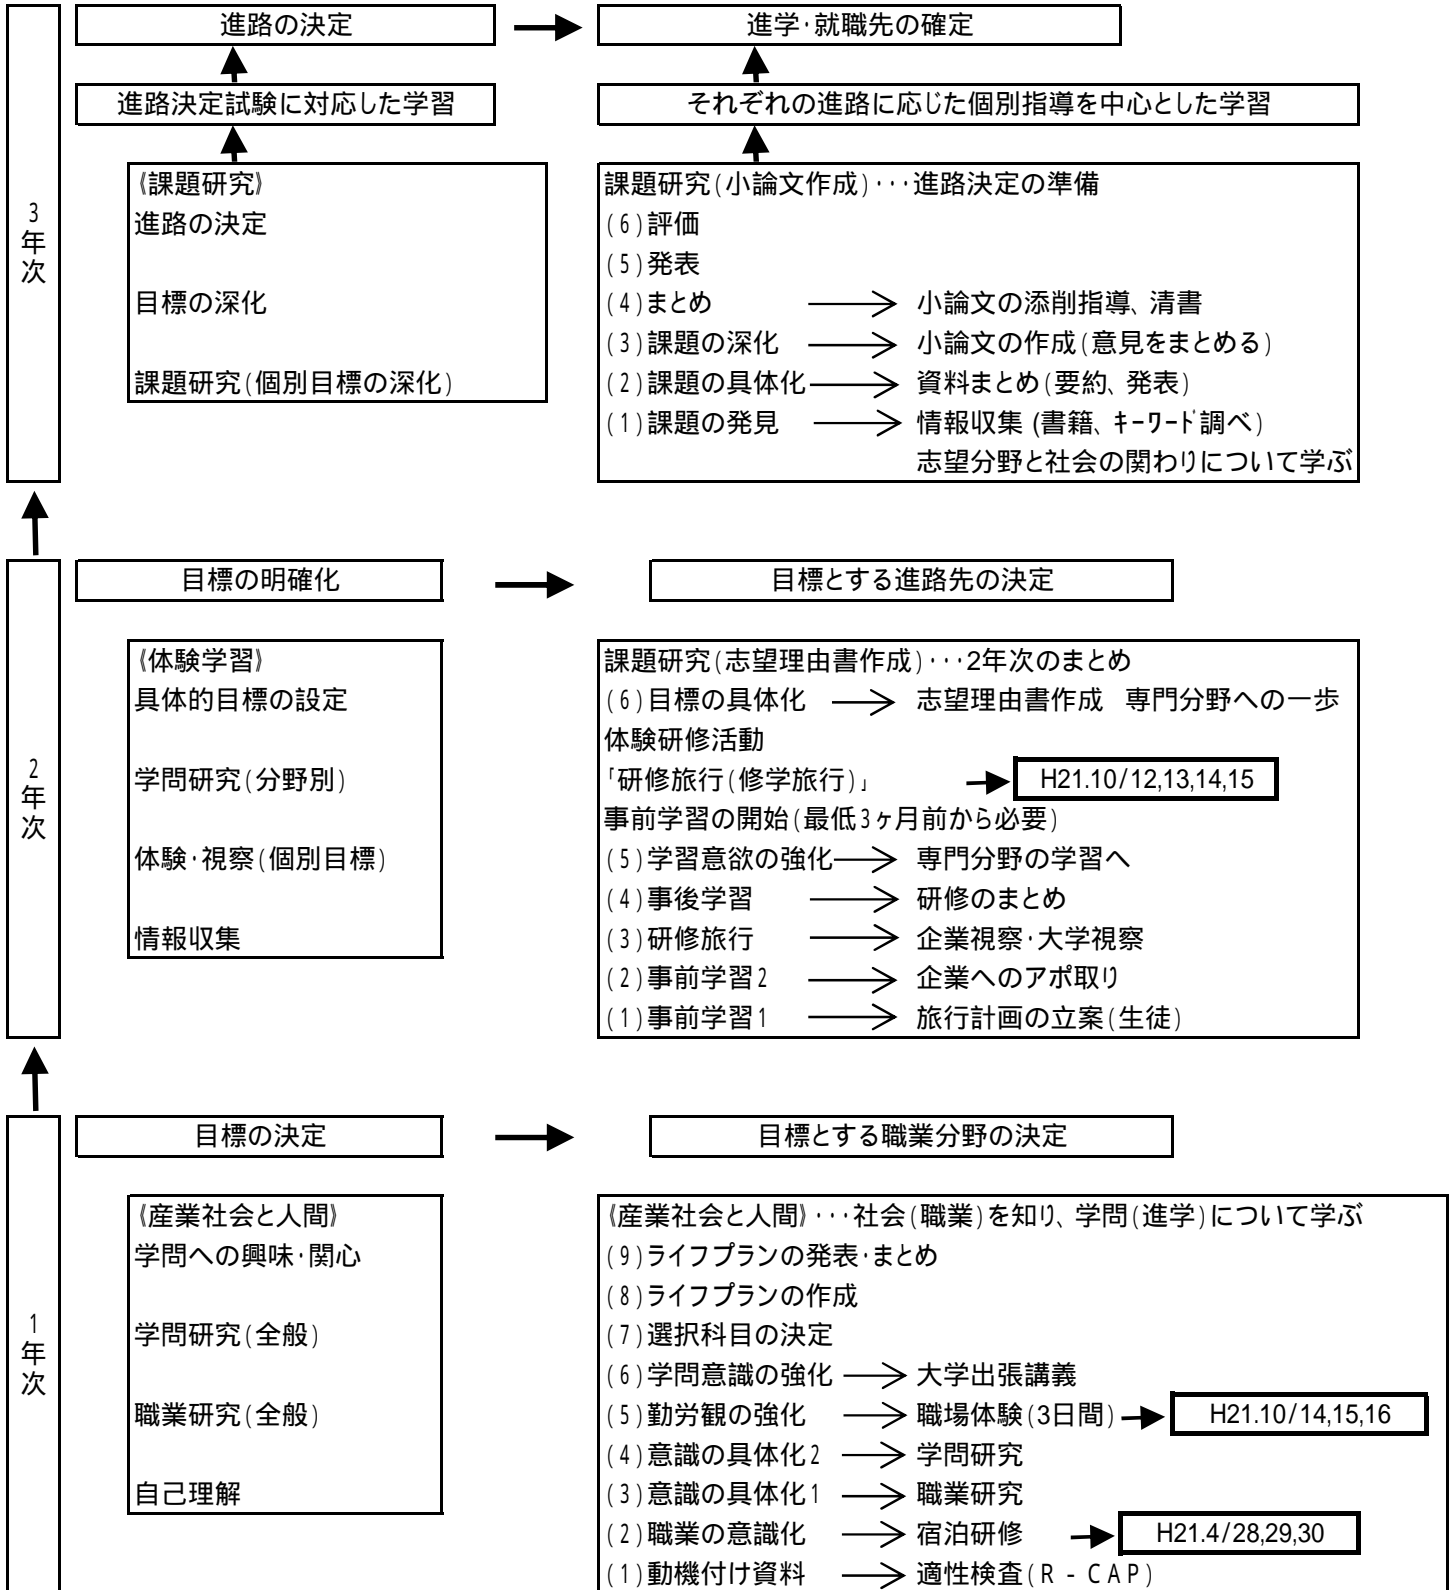 進路の決定
進学・就職先の確定
進路決定試験に対応した学習
それぞれの進路に応じた個別指導を中心とした学習
3年次
《課題研究》
進路の決定
目標の深化
課題研究(個別目標の深化)
課題研究(小論文作成)・・・進路決定の準備
(6)評価
(5)発表
(4)まとめ 小論文の添削指導、清書
(3)課題の深化 小論文の作成(意見をまとめる)
(2)課題の具体化 資料まとめ(要約、発表)
(1)課題の発見 情報収集(書籍、ｷｰﾜｰﾄﾞ調べ)
志望分野と社会の関わりについて学ぶ
目標の明確化
目標とする進路先の決定
2年次
《体験学習》
具体的目標の設定
学問研究(分野別)
体験・視察(個別目標)
情報収集
課題研究(志望理由書作成)・・・2年次のまとめ
(6)目標の具体化 志望理由書作成 専門分野への一歩
体験研修活動
「研修旅行(修学旅行)」 H21.10/12,13,14,15
事前学習の開始(最低3ヶ月前から必要)
(5)学習意欲の強化 専門分野の学習へ
(4)事後学習 研修のまとめ
(3)研修旅行 企業視察・大学視察
(2)事前学習2 企業へのアポ取り
(1)事前学習1 旅行計画の立案(生徒)
目標の決定
目標とする職業分野の決定
1年次
《産業社会と人間》
学問への興味・関心
学問研究(全般)
職業研究(全般)
自己理解
《産業社会と人間》・・・社会(職業)を知り、学問(進学)について学ぶ
(9)ライフプランの発表・まとめ
(8)ライフプランの作成
(7)選択科目の決定
(6)学問意識の強化 大学出張講義
(5)勤労観の強化 職場体験(3日間) H21.10/14,15,16
(4)意識の具体化2 学問研究
(3)意識の具体化1 職業研究
(2)職業の意識化 宿泊研修 H21.4/28,29,30
(1)動機付け資料 適性検査(R-CAP)